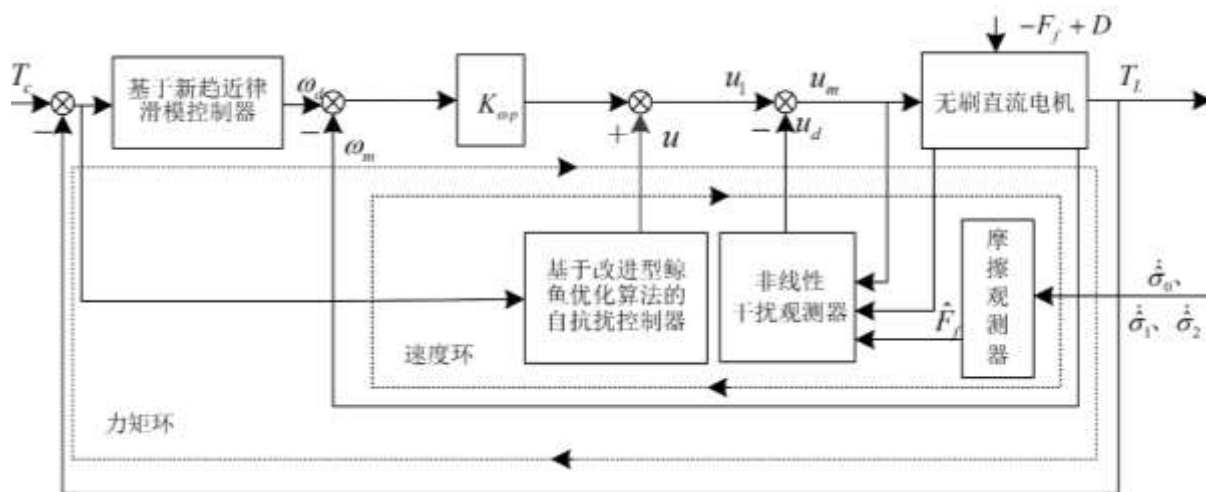 −F_f + D
T_c
基于新趋近律
滑模控制器
ω_d
K_{ωp}
u_1
u_m
无刷直流电机
T_L
−
−
ω_m
+
u
−
u_d
基于改进型鲸
鱼优化算法的
自抗扰控制器
非线性
干扰观测器
F̂_f
摩
擦
观
测
器
σ̂̇_0、
σ̂̇_1、σ̂̇_2
速度环
力矩环